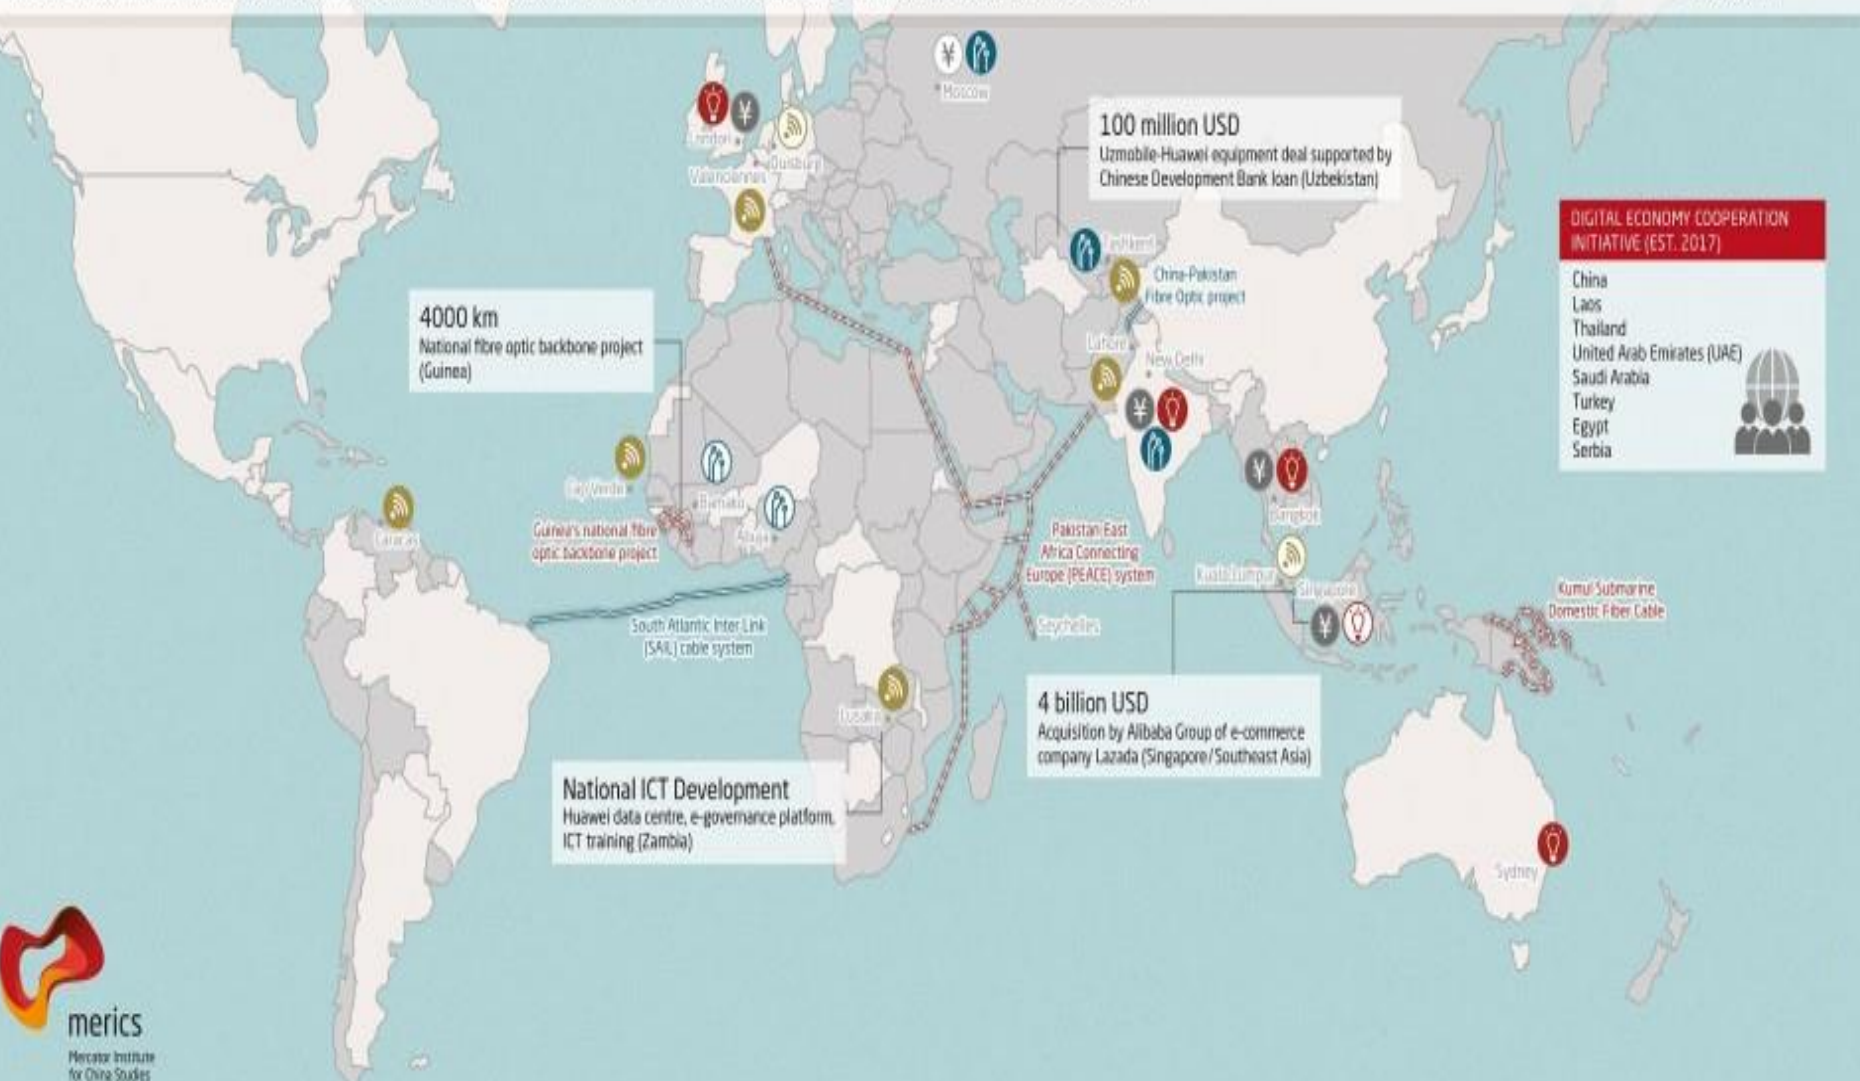 Moscow
London
Duisburg
Valenciennes
100 million USD
Uzmobile-Huawei equipment deal supported by
Chinese Development Bank loan (Uzbekistan)
DIGITAL ECONOMY COOPERATION
INITIATIVE (EST. 2017)
China
Laos
Thailand
United Arab Emirates (UAE)
Saudi Arabia
Turkey
Egypt
Serbia
Tashkent
China-Pakistan
Fibre Optic project
4000 km
National fibre optic backbone project
(Guinea)
Lahore
New Delhi
Cap Verde
Bamako
Caracas
Guinea's national fibre
optic backbone project
Abuja
Bangkok
Pakistan East
Africa Connecting
Europe (PEACE) system
Kuala Lumpur
Singapore
Kumul Submarine
Domestic Fiber Cable
South Atlantic Inter Link
(SAIL) cable system
Seychelles
Lusaka
4 billion USD
Acquisition by Alibaba Group of e-commerce
company Lazada (Singapore/Southeast Asia)
National ICT Development
Huawei data centre, e-governance platform,
ICT training (Zambia)
Sydney
merics
Mercator Institute
for China Studies